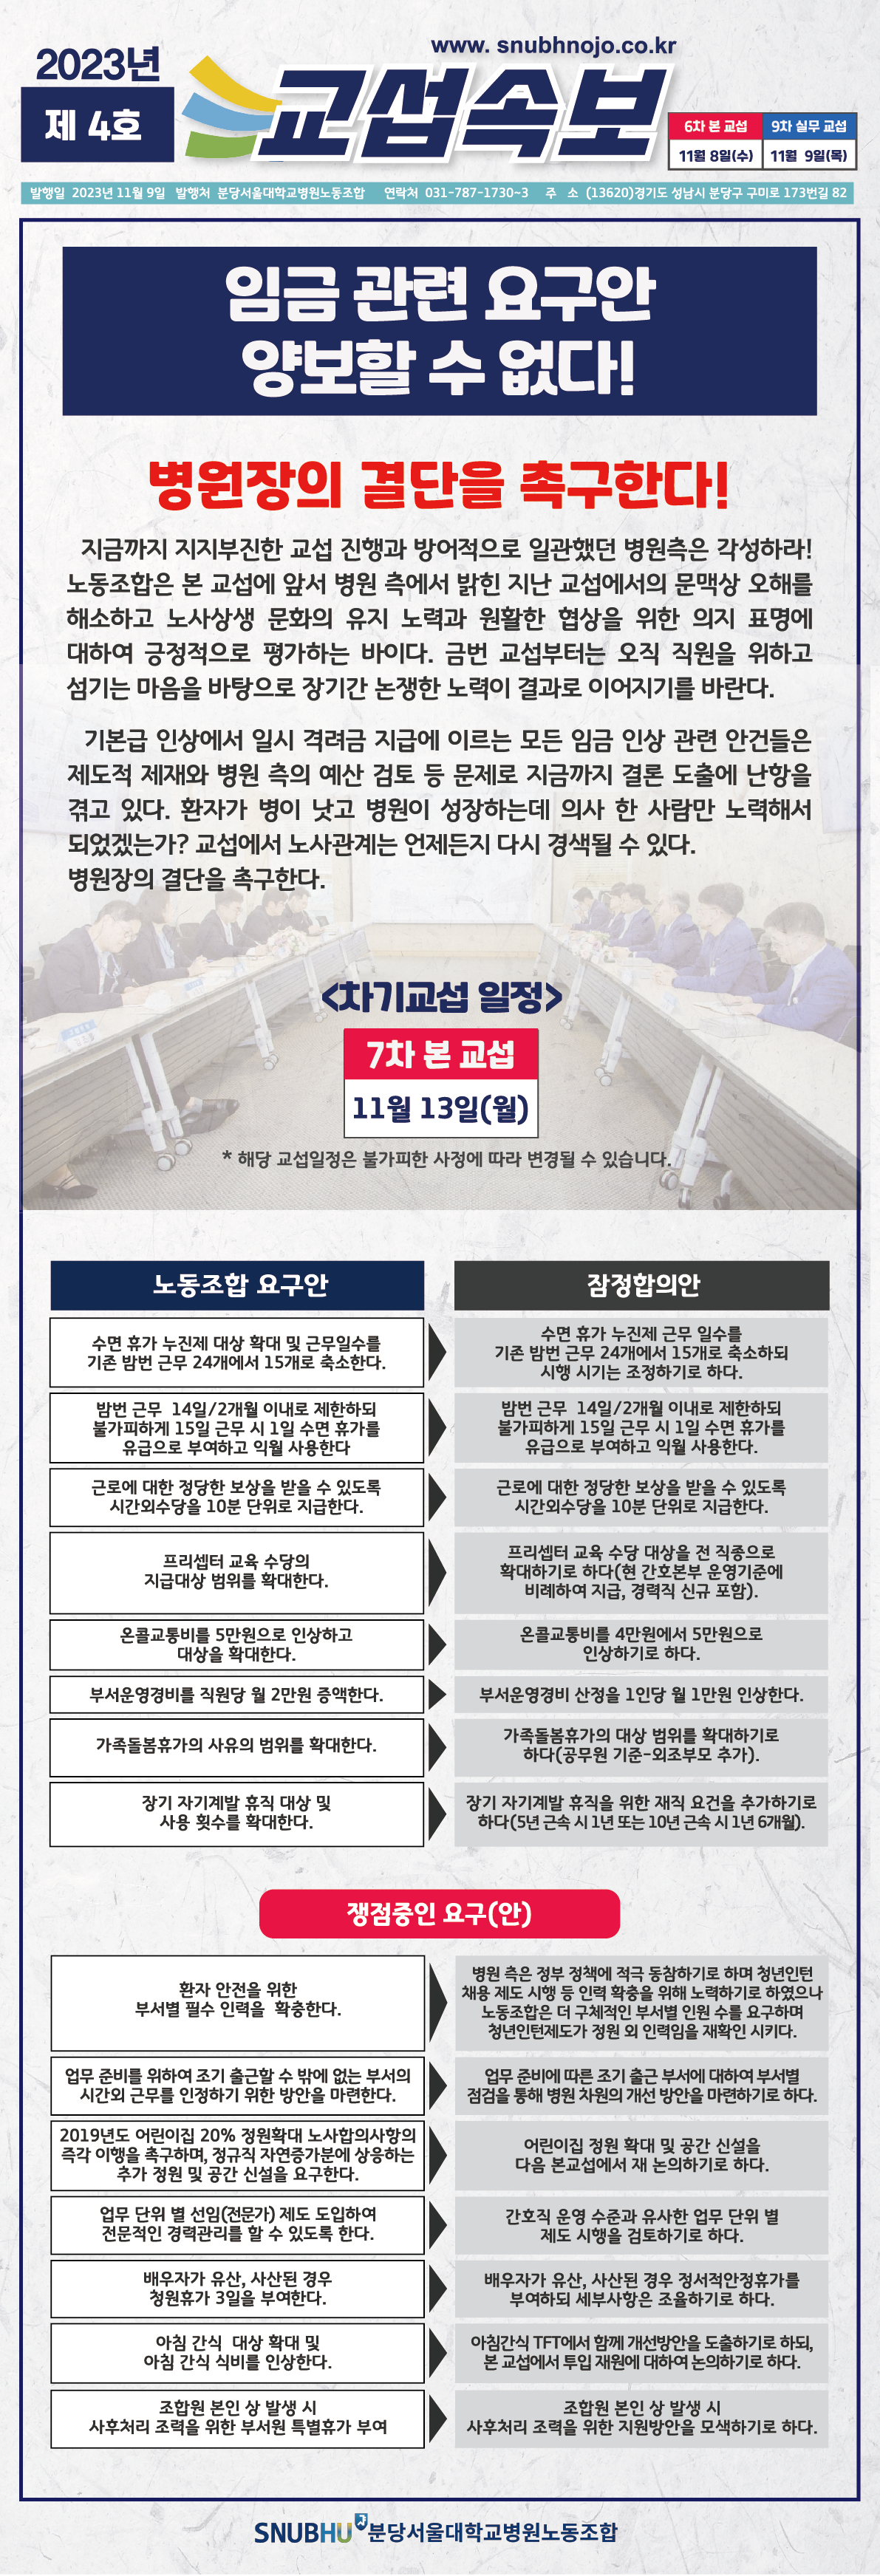 www. snubhnojo.co.kr
2023년
제 4호
교섭속보
6차 본 교섭
9차 실무 교섭
11월 8일(수)
11월 9일(목)
발행일 2023년 11월 9일 발행처 분당서울대학교병원노동조합 연락처 031-787-1730~3 주 소 (13620)경기도 성남시 분당구 구미로 173번길 82
임금 관련 요구안
양보할 수 없다!
병원장의 결단을 촉구한다!
지금까지 지지부진한 교섭 진행과 방어적으로 일관했던 병원측은 각성하라!
노동조합은 본 교섭에 앞서 병원 측에서 밝힌 지난 교섭에서의 문맥상 오해를
해소하고 노사상생 문화의 유지 노력과 원활한 협상을 위한 의지 표명에
대하여 긍정적으로 평가하는 바이다. 금번 교섭부터는 오직 직원을 위하고
섬기는 마음을 바탕으로 장기간 논쟁한 노력이 결과로 이어지기를 바란다.
기본급 인상에서 일시 격려금 지급에 이르는 모든 임금 인상 관련 안건들은
제도적 제재와 병원 측의 예산 검토 등 문제로 지금까지 결론 도출에 난항을
겪고 있다. 환자가 병이 낫고 병원이 성장하는데 의사 한 사람만 노력해서
되었겠는가? 교섭에서 노사관계는 언제든지 다시 경색될 수 있다.
병원장의 결단을 촉구한다.
<차기교섭 일정>
7차 본 교섭
11월 13일(월)
* 해당 교섭일정은 불가피한 사정에 따라 변경될 수 있습니다.
노동조합 요구안
잠정합의안
수면 휴가 누진제 대상 확대 및 근무일수를
기존 밤번 근무 24개에서 15개로 축소한다.
수면 휴가 누진제 근무 일수를
기존 밤번 근무 24개에서 15개로 축소하되
시행 시기는 조정하기로 하다.
밤번 근무 14일/2개월 이내로 제한하되
불가피하게 15일 근무 시 1일 수면 휴가를
유급으로 부여하고 익월 사용한다
밤번 근무 14일/2개월 이내로 제한하되
불가피하게 15일 근무 시 1일 수면 휴가를
유급으로 부여하고 익월 사용한다.
근로에 대한 정당한 보상을 받을 수 있도록
시간외수당을 10분 단위로 지급한다.
근로에 대한 정당한 보상을 받을 수 있도록
시간외수당을 10분 단위로 지급한다.
프리셉터 교육 수당의
지급대상 범위를 확대한다.
프리셉터 교육 수당 대상을 전 직종으로
확대하기로 하다(현 간호본부 운영기준에
비례하여 지급, 경력직 신규 포함).
온콜교통비를 5만원으로 인상하고
대상을 확대한다.
온콜교통비를 4만원에서 5만원으로
인상하기로 하다.
부서운영경비를 직원당 월 2만원 증액한다.
부서운영경비 산정을 1인당 월 1만원 인상한다.
가족돌봄휴가의 사유의 범위를 확대한다.
가족돌봄휴가의 대상 범위를 확대하기로
하다(공무원 기준-외조부모 추가).
장기 자기계발 휴직 대상 및
사용 횟수를 확대한다.
장기 자기계발 휴직을 위한 재직 요건을 추가하기로
하다(5년 근속 시 1년 또는 10년 근속 시 1년 6개월).
쟁점중인 요구(안)
환자 안전을 위한
부서별 필수 인력을 확충한다.
병원 측은 정부 정책에 적극 동참하기로 하며 청년인턴
채용 제도 시행 등 인력 확충을 위해 노력하기로 하였으나
노동조합은 더 구체적인 부서별 인원 수를 요구하며
청년인턴제도가 정원 외 인력임을 재확인 시키다.
업무 준비를 위하여 조기 출근할 수 밖에 없는 부서의
시간외 근무를 인정하기 위한 방안을 마련한다.
업무 준비에 따른 조기 출근 부서에 대하여 부서별
점검을 통해 병원 차원의 개선 방안을 마련하기로 하다.
2019년도 어린이집 20% 정원확대 노사합의사항의
즉각 이행을 촉구하며, 정규직 자연증가분에 상응하는
추가 정원 및 공간 신설을 요구한다.
어린이집 정원 확대 및 공간 신설을
다음 본교섭에서 재 논의하기로 하다.
업무 단위 별 선임(전문가) 제도 도입하여
전문적인 경력관리를 할 수 있도록 한다.
간호직 운영 수준과 유사한 업무 단위 별
제도 시행을 검토하기로 하다.
배우자가 유산, 사산된 경우
청원휴가 3일을 부여한다.
배우자가 유산, 사산된 경우 정서적안정휴가를
부여하되 세부사항은 조율하기로 하다.
아침 간식 대상 확대 및
아침 간식 식비를 인상한다.
아침간식 TFT에서 함께 개선방안을 도출하기로 하되,
본 교섭에서 투입 재원에 대하여 논의하기로 하다.
조합원 본인 상 발생 시
사후처리 조력을 위한 부서원 특별휴가 부여
조합원 본인 상 발생 시
사후처리 조력을 위한 지원방안을 모색하기로 하다.
SNUBHU 분당서울대학교병원노동조합